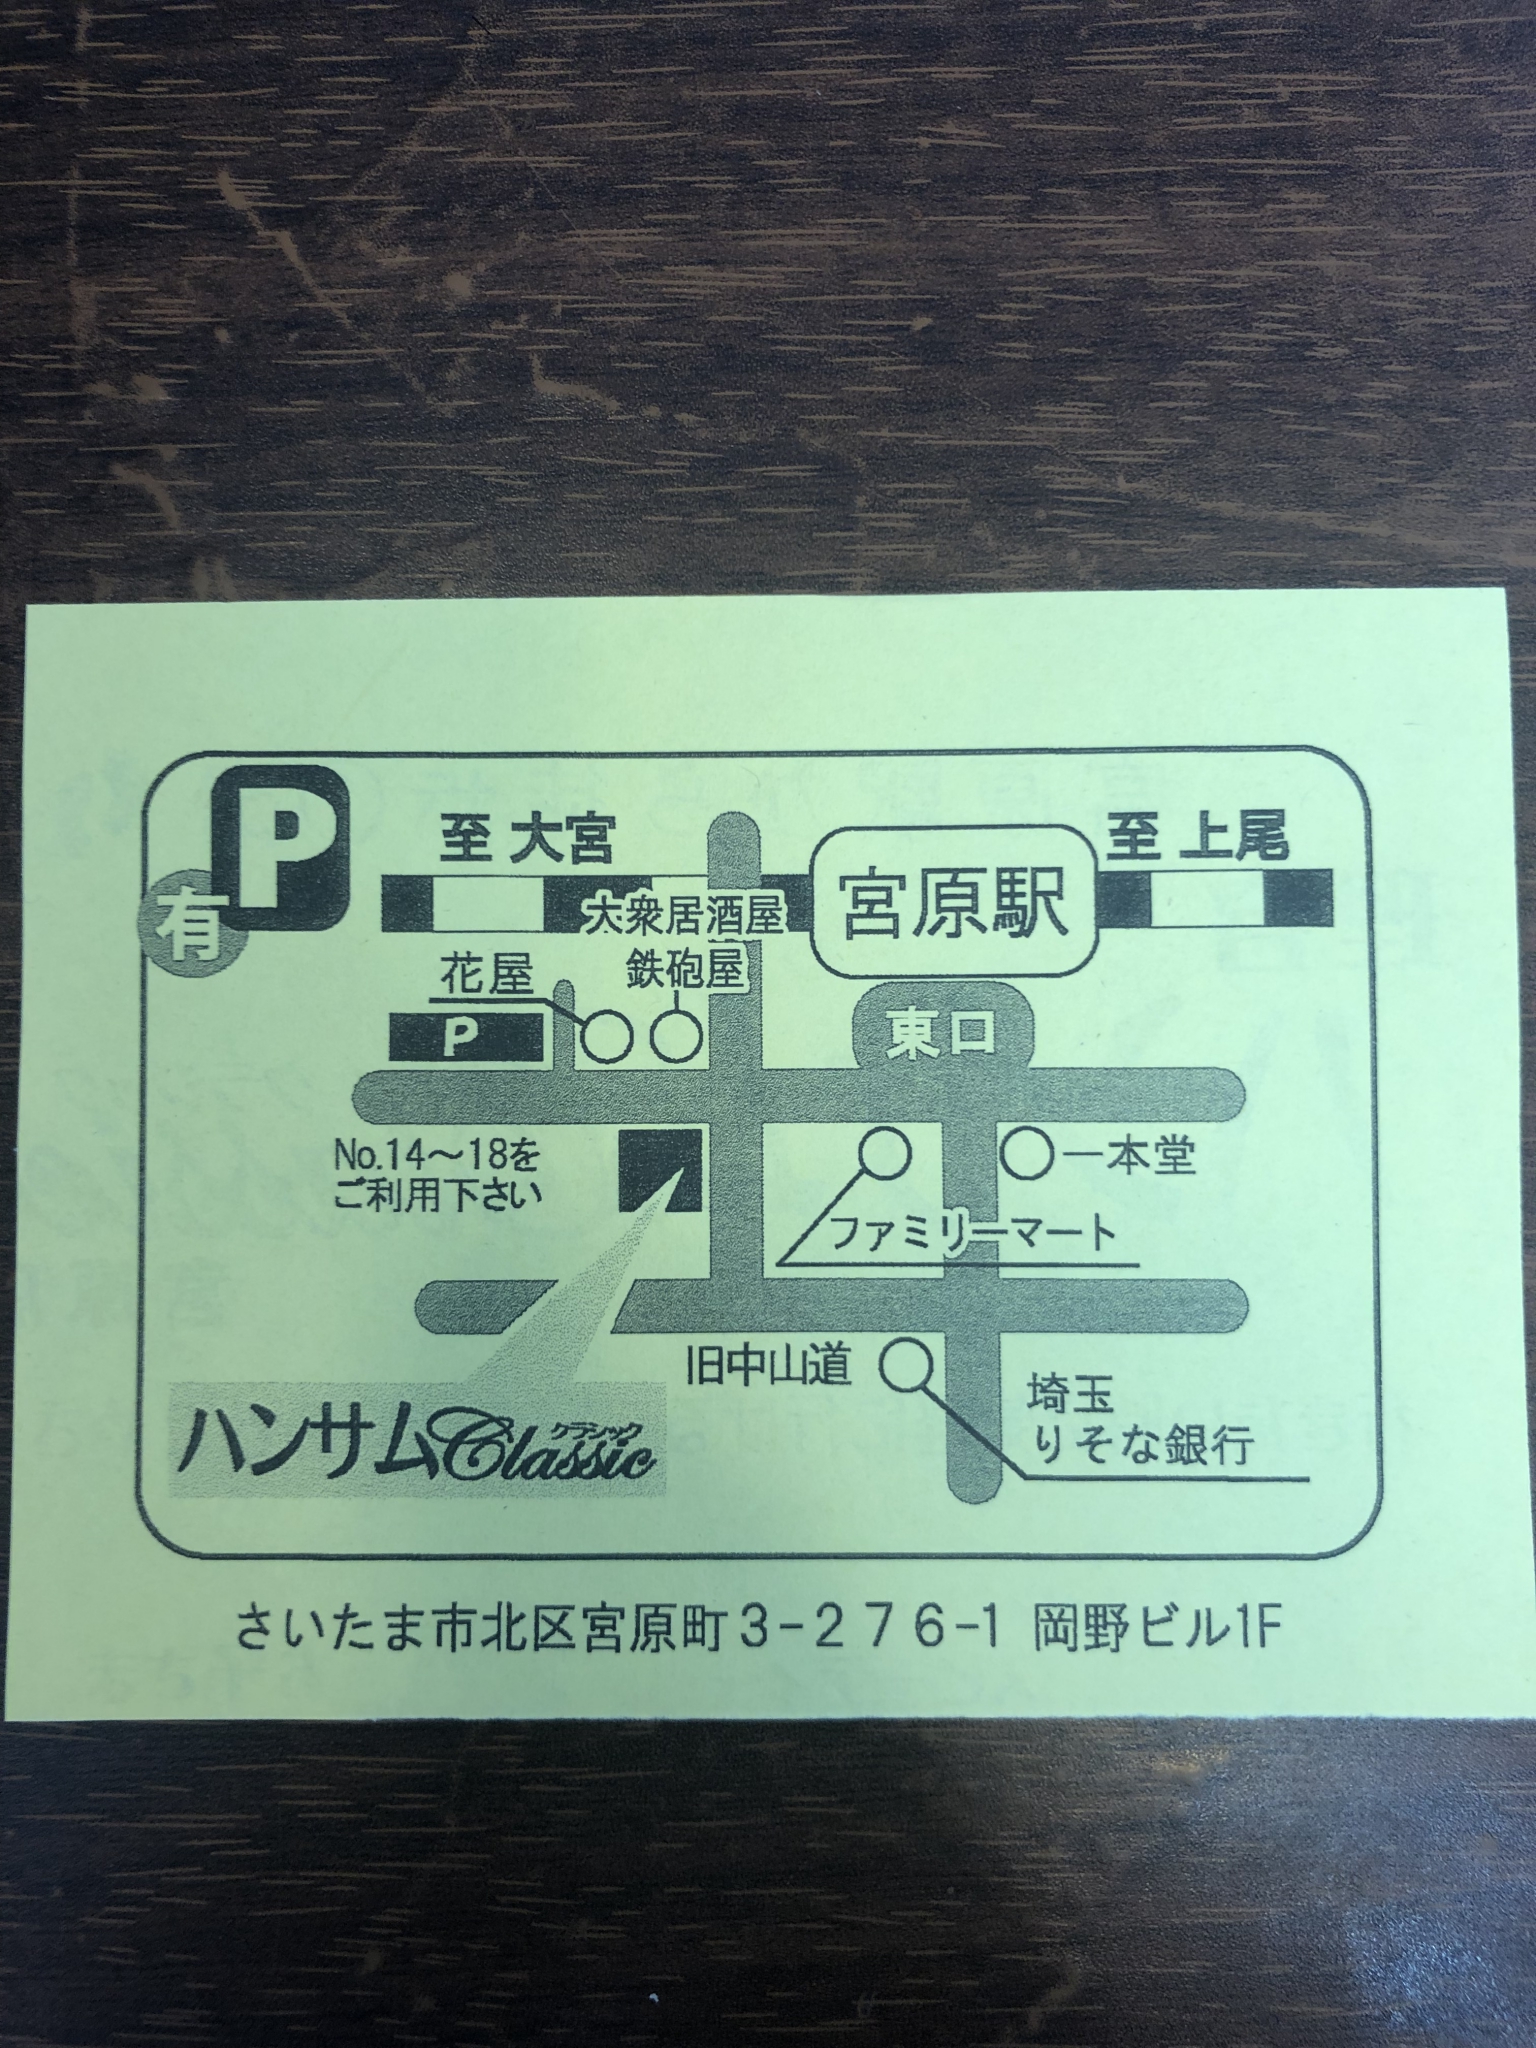 P
有
至 大宮
宮原駅
至 上尾
大衆居酒屋
鉄砲屋
花屋
P
東口
No.14～18を
ご利用下さい
一本堂
ファミリーマート
旧中山道
埼玉
りそな銀行
クラシック
ハンサムClassic
さいたま市北区宮原町3-276-1 岡野ビル1F